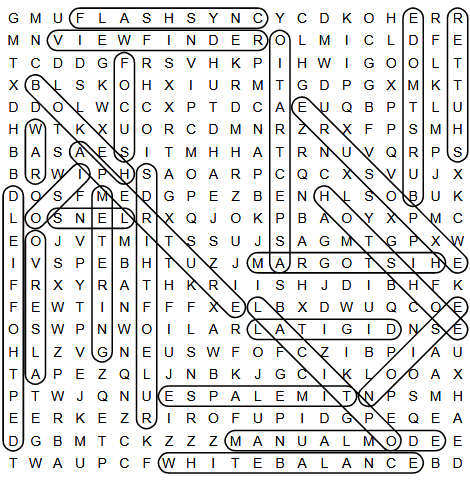 G M U F L A S H S Y N C Y C D K O H E R R
M N V I E W F I N D E R O L M I C L D F E
T C D D G F R S V H K P I H W I G O O L T
X B L S K O H X I U R M T G D P G X M K T
D D O L W C C X P T D C A E U Q B P T L U
H W T K X U O R C D M N R Z R X F P S M H
B A S A E S I T M H H A T R N U V Q R P S
B R W I P H S A O A R P C Q C X S V U J X
D O S F M E D G P E Z B E N H L S O B U K
L O S N E L R X Q J O K P B A O Y X P M C
E O J V T M I T S S U J S A G M T G P X W
I V S P E B H T U Z J M A R G O T S I H E
F R X Y R A T H K R I I S H J D I B H F K
F E W T I N F F F X E L B X D W U Q C O E
O S W P N W O I L A R L A T I G I D N S E
H L Z V G N E U S W F O F C Z I B P I A U
T A P E Z Q L J N B K J G C I K L O O A X
P T W J Q N U E S P A L E M I T N P S M H
E E R K E Z R I R O F U P I D G P E Q E A
D G B M T C K Z Z Z M A N U A L M O D E E
T W A U P C F W H I T E B A L A N C E B D